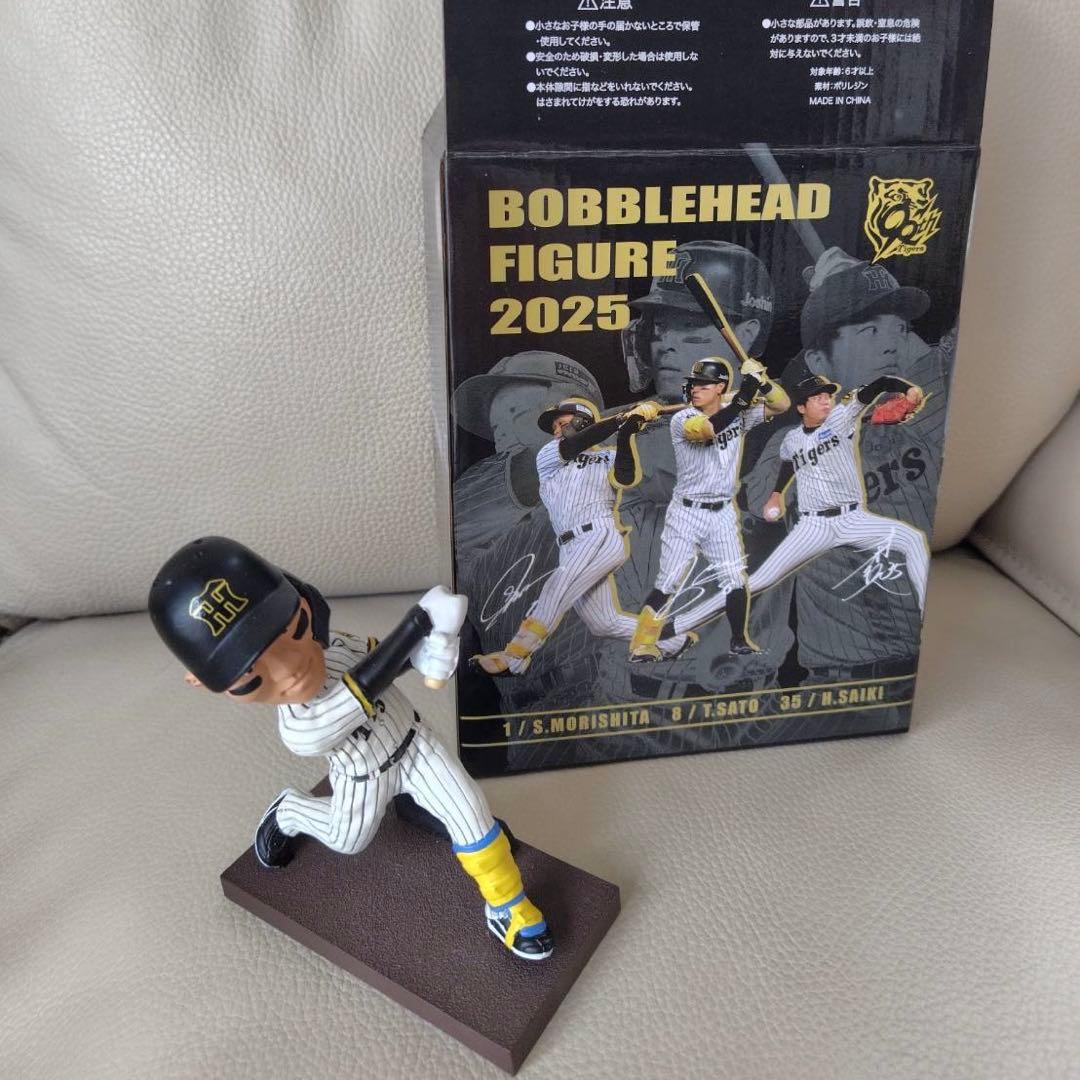 ⚠注意
●小さなお子様の手の届かないところで保管
・使用してください。
●安全のため破損・変形した場合は使用しな
いでください。
●本体隙間に指などをいれないでください。
はさまれてけがをする恐れがあります。
⚠警告
●小さな部品があります。誤飲・窒息の危険
がありますので、3才未満のお子様には絶
対に与えないでください。
対象年齢:6才以上
素材:ポリレジン
MADE IN CHINA
BOBBLEHEAD
FIGURE
2025
Tigers
Joshin
Tigers
Tigers
Tigers
ers
1 / S.MORISHITA 8 / T.SATO 35 / H.SAIKI